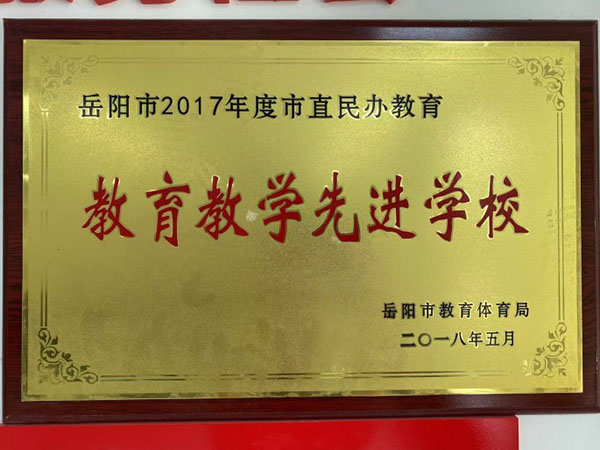 岳阳市2017年度市直民办教育
教育教学先进学校
岳阳市教育体育局
二〇一八年五月